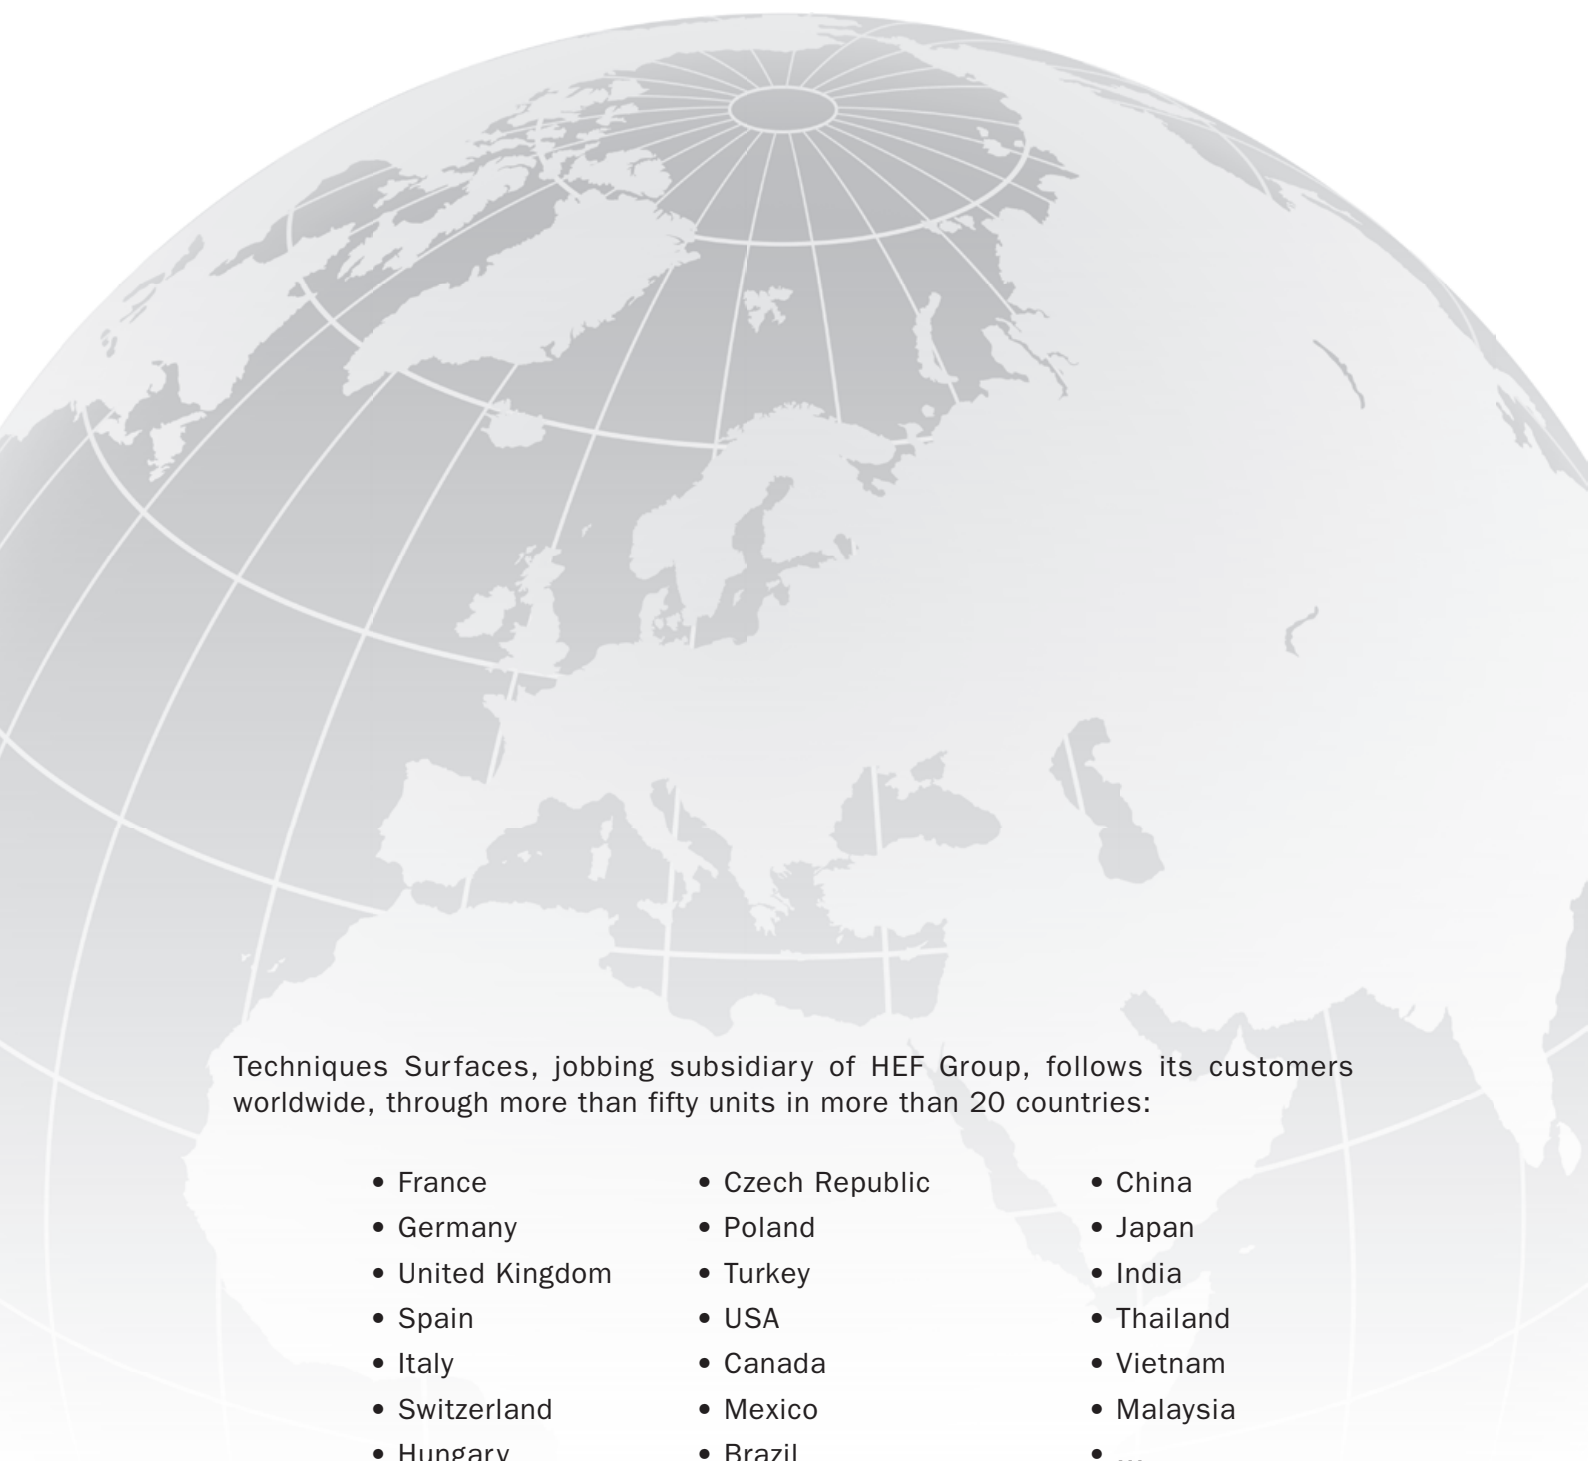 Techniques Surfaces, jobbing subsidiary of HEF Group, follows its customers
worldwide, through more than fifty units in more than 20 countries:
• France
• Germany
• United Kingdom
• Spain
• Italy
• Switzerland
• Hungary
• Czech Republic
• Poland
• Turkey
• USA
• Canada
• Mexico
• Brazil
• China
• Japan
• India
• Thailand
• Vietnam
• Malaysia
• ...